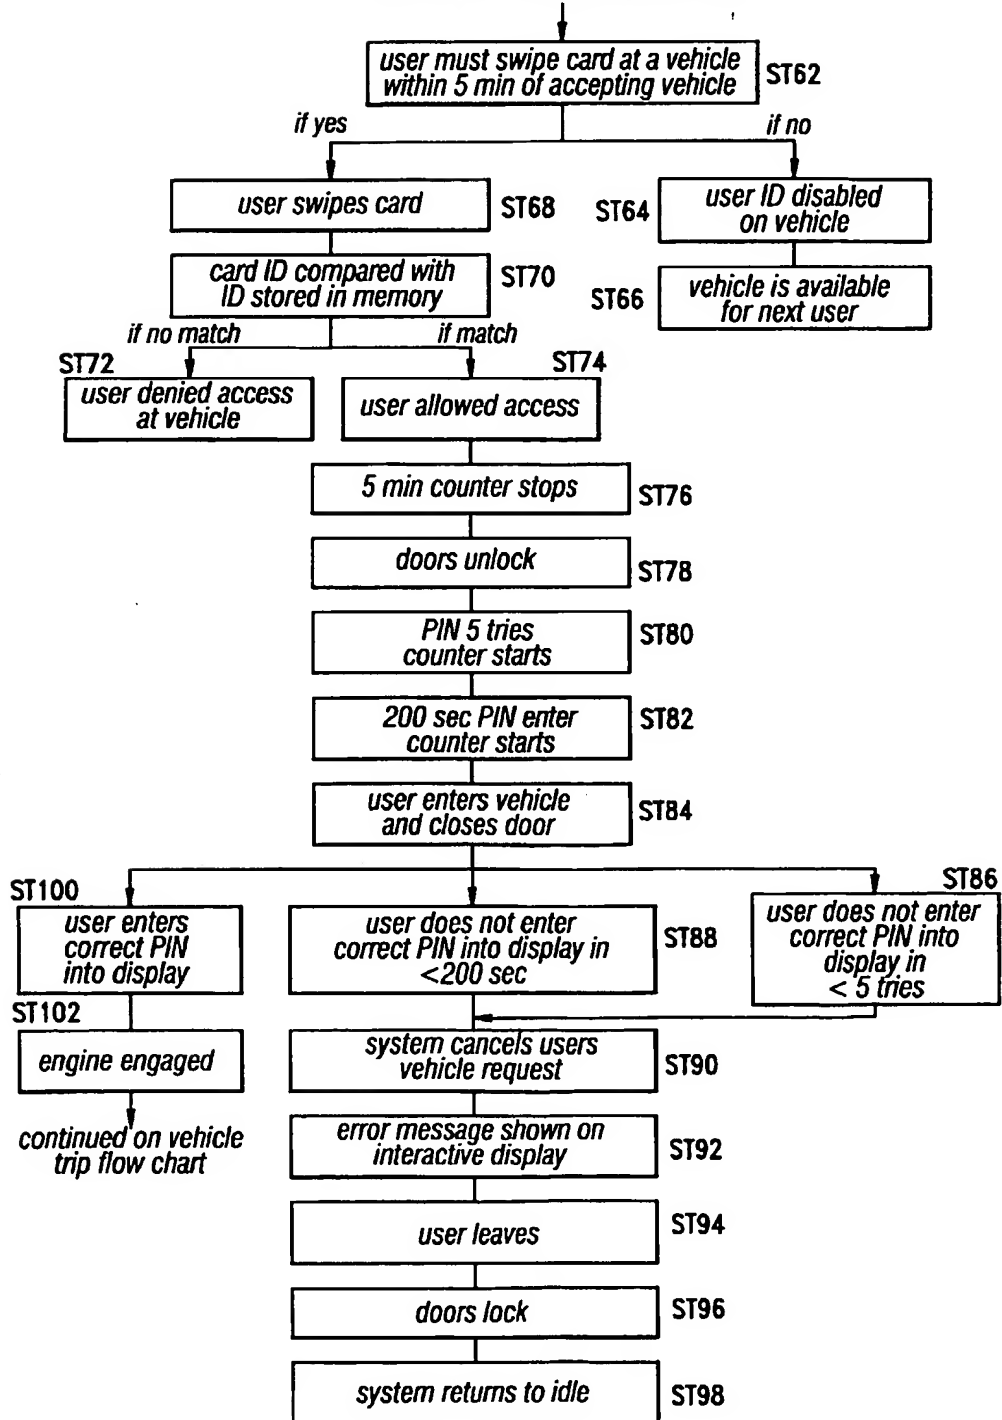 user must swipe card at a vehicle
within 5 min of accepting vehicle
ST62
if yes
if no
user swipes card
ST68
ST64
user ID disabled
on vehicle
card ID compared with
ID stored in memory
ST70
ST66
vehicle is available
for next user
if no match
if match
ST72
ST74
user denied access
at vehicle
user allowed access
5 min counter stops
ST76
doors unlock
ST78
PIN 5 tries
counter starts
ST80
200 sec PIN enter
counter starts
ST82
user enters vehicle
and closes door
ST84
ST100
ST86
user enters
correct PIN
into display
user does not enter
correct PIN into display in
<200 sec
ST88
user does not enter
correct PIN into
display in
< 5 tries
ST102
engine engaged
system cancels users
vehicle request
ST90
continued on vehicle
trip flow chart
error message shown on
interactive display
ST92
user leaves
ST94
doors lock
ST96
system returns to idle
ST98